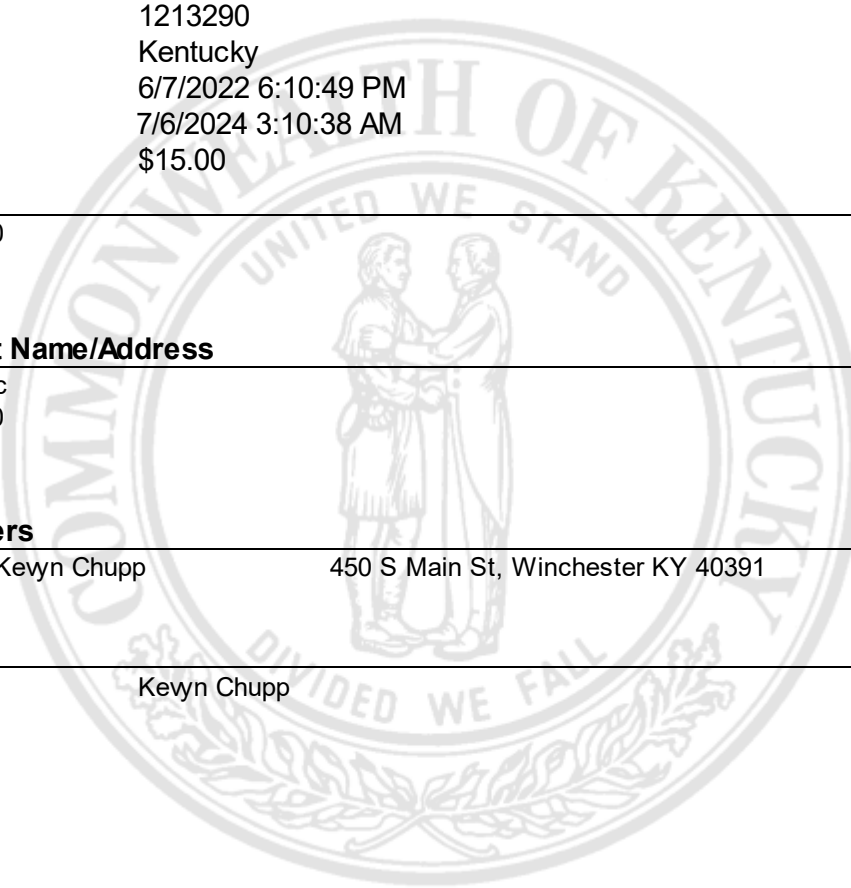 1213290
Kentucky
6/7/2022 6:10:49 PM
7/6/2024 3:10:38 AM
$15.00
0
t Name/Address
c
0
ers
Kevyn Chupp 450 S Main St, Winchester KY 40391
Kevyn Chupp
COMMONWEALTH OF KENTUCKY
UNITED WE STAND
DIVIDED WE FALL